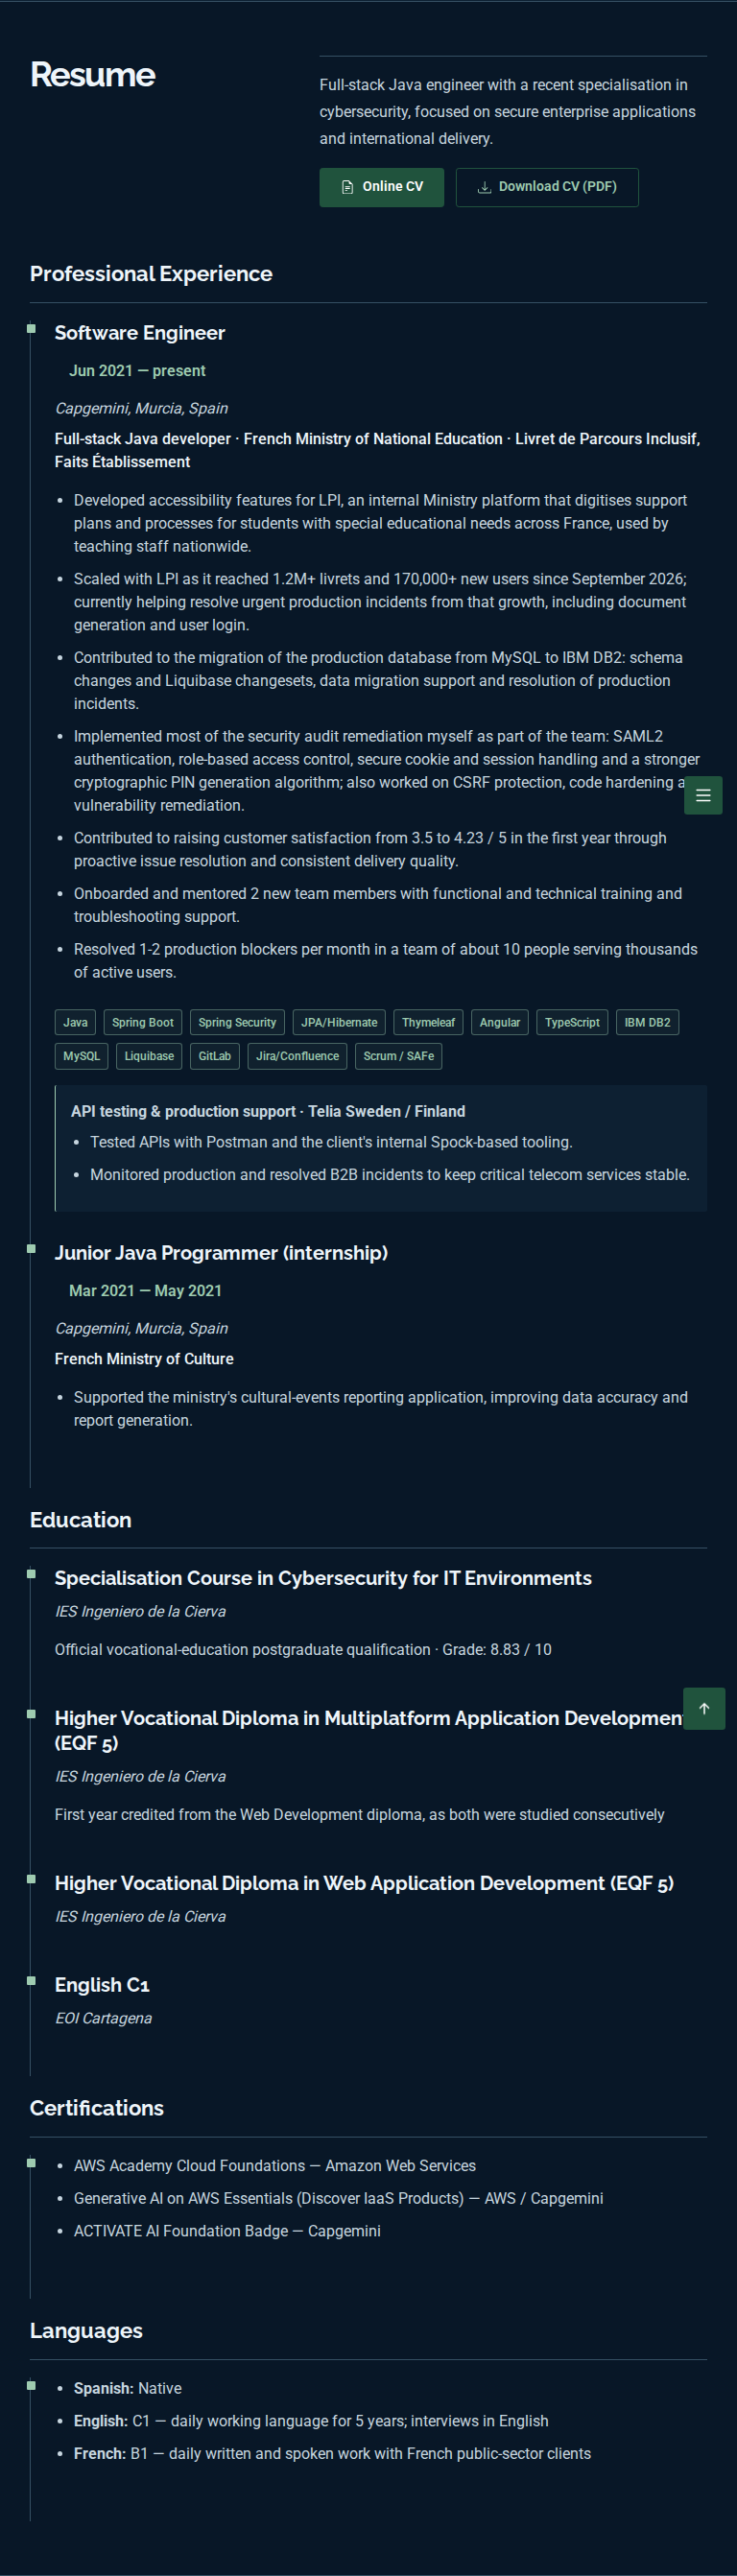 Resume
Full-stack Java engineer with a recent specialisation in
cybersecurity, focused on secure enterprise applications
and international delivery.
Online CV
Download CV (PDF)
Professional Experience
Software Engineer
Jun 2021 — present
Capgemini, Murcia, Spain
Full-stack Java developer · French Ministry of National Education · Livret de Parcours Inclusif,
Faits Établissement
• Developed accessibility features for LPI, an internal Ministry platform that digitises support
plans and processes for students with special educational needs across France, used by
teaching staff nationwide.
• Scaled with LPI as it reached 1.2M+ livrets and 170,000+ new users since September 2026;
currently helping resolve urgent production incidents from that growth, including document
generation and user login.
• Contributed to the migration of the production database from MySQL to IBM DB2: schema
changes and Liquibase changesets, data migration support and resolution of production
incidents.
• Implemented most of the security audit remediation myself as part of the team: SAML2
authentication, role-based access control, secure cookie and session handling and a stronger
cryptographic PIN generation algorithm; also worked on CSRF protection, code hardening
vulnerability remediation.
• Contributed to raising customer satisfaction from 3.5 to 4.23 / 5 in the first year through
proactive issue resolution and consistent delivery quality.
• Onboarded and mentored 2 new team members with functional and technical training and
troubleshooting support.
• Resolved 1-2 production blockers per month in a team of about 10 people serving thousands
of active users.
Java
Spring Boot
Spring Security
JPA/Hibernate
Thymeleaf
Angular
TypeScript
IBM DB2
MySQL
Liquibase
GitLab
Jira/Confluence
Scrum / SAFe
API testing & production support · Telia Sweden / Finland
• Tested APIs with Postman and the client's internal Spock-based tooling.
• Monitored production and resolved B2B incidents to keep critical telecom services stable.
Junior Java Programmer (internship)
Mar 2021 — May 2021
Capgemini, Murcia, Spain
French Ministry of Culture
• Supported the ministry's cultural-events reporting application, improving data accuracy and
report generation.
Education
Specialisation Course in Cybersecurity for IT Environments
IES Ingeniero de la Cierva
Official vocational-education postgraduate qualification · Grade: 8.83 / 10
Higher Vocational Diploma in Multiplatform Application Development
(EQF 5)
IES Ingeniero de la Cierva
First year credited from the Web Development diploma, as both were studied consecutively
Higher Vocational Diploma in Web Application Development (EQF 5)
IES Ingeniero de la Cierva
English C1
EOI Cartagena
Certifications
• AWS Academy Cloud Foundations — Amazon Web Services
• Generative AI on AWS Essentials (Discover IaaS Products) — AWS / Capgemini
• ACTIVATE AI Foundation Badge — Capgemini
Languages
• Spanish: Native
• English: C1 — daily working language for 5 years; interviews in English
• French: B1 — daily written and spoken work with French public-sector clients